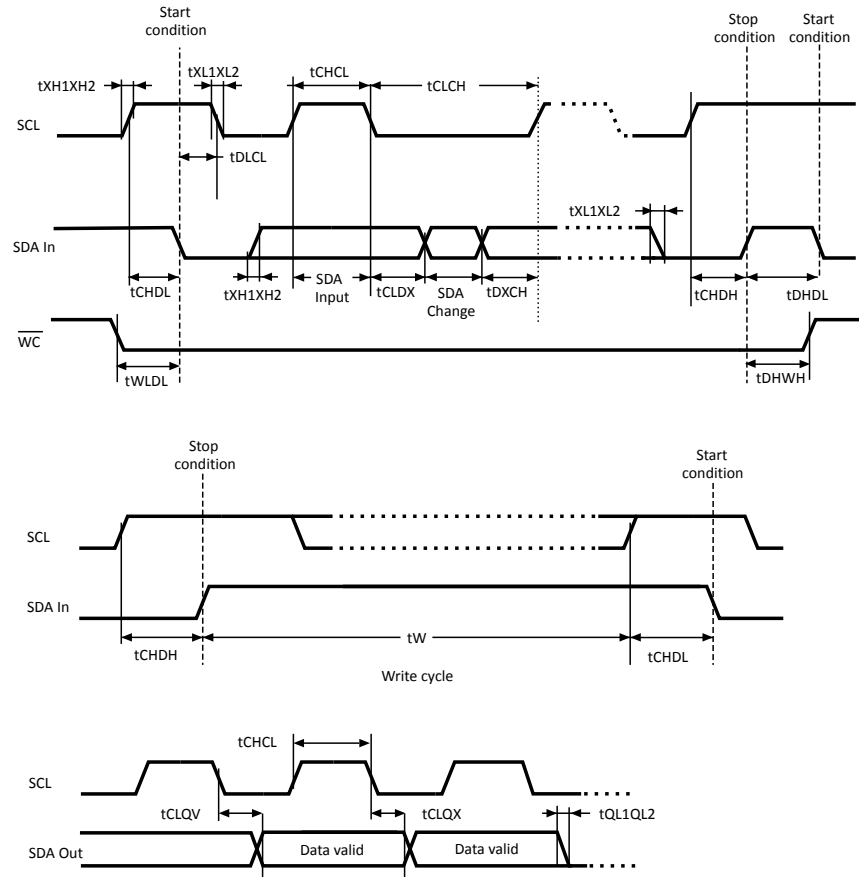 Start
condition
Stop
condition
Start
condition
tXH1XH2
tXL1XL2
tCHCL
tCLCH
SCL
tDLCL
tXL1XL2
SDA In
tCHDL
tXH1XH2
SDA
Input
tCLDX
SDA
Change
tDXCH
tCHDH
tDHDL
WC
tWLDL
tDHWH
Stop
condition
Start
condition
SCL
SDA In
tCHDH
tW
tCHDL
Write cycle
tCHCL
SCL
tCLQV
tCLQX
tQL1QL2
SDA Out
Data valid
Data valid